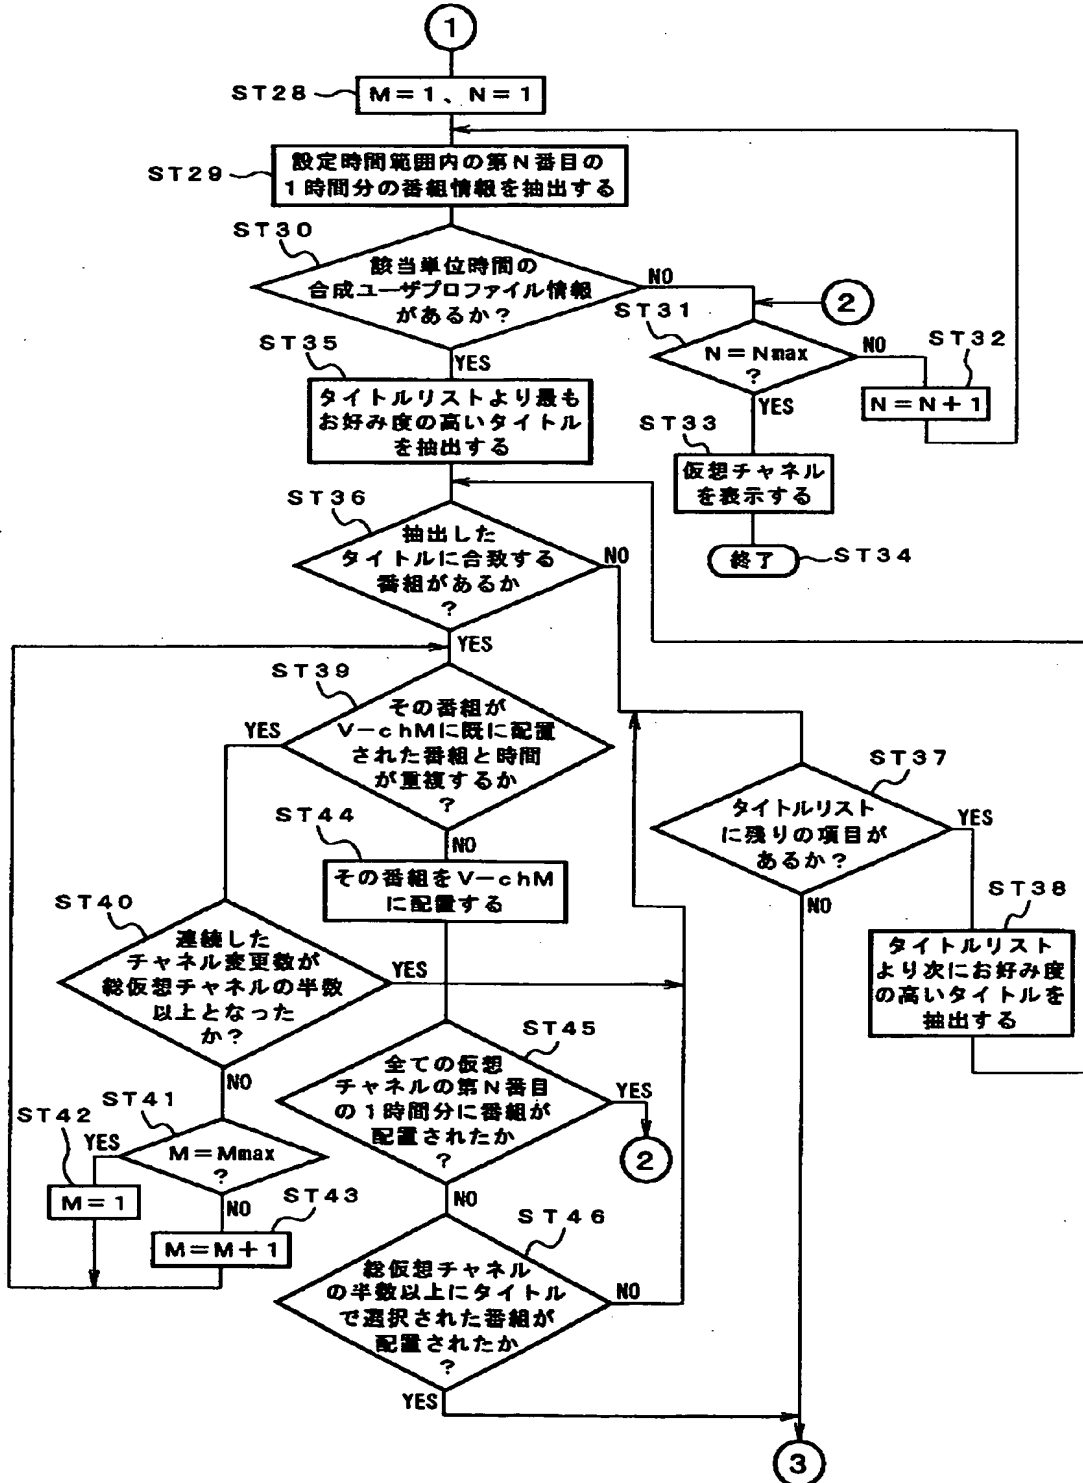 1
ST28
M=1、N=1
ST29
設定時間範囲内の第N番目の
1時間分の番組情報を抽出する
ST30
該当単位時間の
合成ユーザプロファイル情報
があるか?
NO
YES
2
ST31
N=Nmax
?
NO
YES
ST32
N=N+1
ST33
仮想チャネル
を表示する
終了
ST34
ST35
タイトルリストより最も
お好み度の高いタイトル
を抽出する
ST36
抽出した
タイトルに合致する
番組があるか
?
NO
YES
ST39
その番組が
V-chMに既に配置
された番組と時間
が重複するか
?
YES
NO
ST37
タイトルリスト
に残りの項目が
あるか?
YES
NO
ST38
タイトルリスト
より次にお好み度
の高いタイトルを
抽出する
ST44
その番組をV-chM
に配置する
ST40
連続した
チャネル変更数が
総仮想チャネルの半数
以上となった
か?
YES
NO
ST41
M=Mmax
?
YES
NO
ST42
M=1
ST43
M=M+1
ST45
全ての仮想
チャネルの第N番目
の1時間分に番組が
配置されたか
?
YES
2
NO
ST46
総仮想チャネル
の半数以上にタイトル
で選択された番組が
配置されたか
?
NO
YES
3